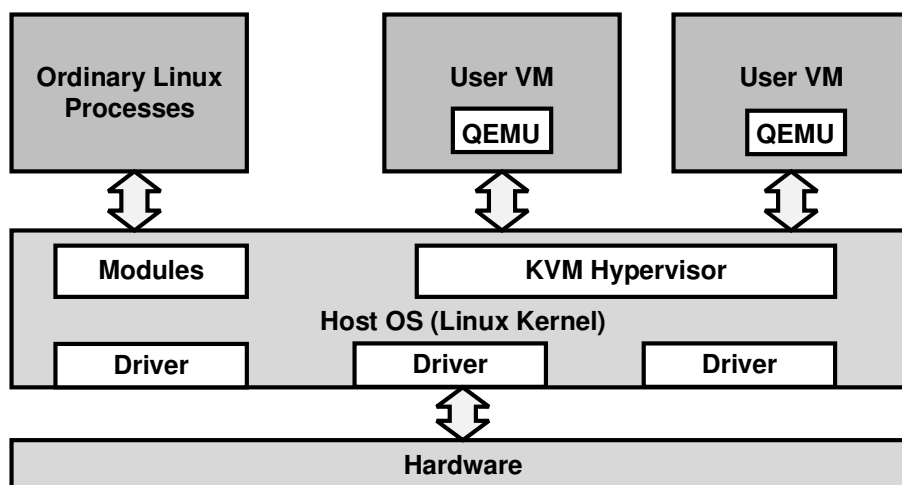 Ordinary Linux
Processes
User VM
QEMU
User VM
QEMU
Modules
KVM Hypervisor
Host OS (Linux Kernel)
Driver
Driver
Driver
Hardware